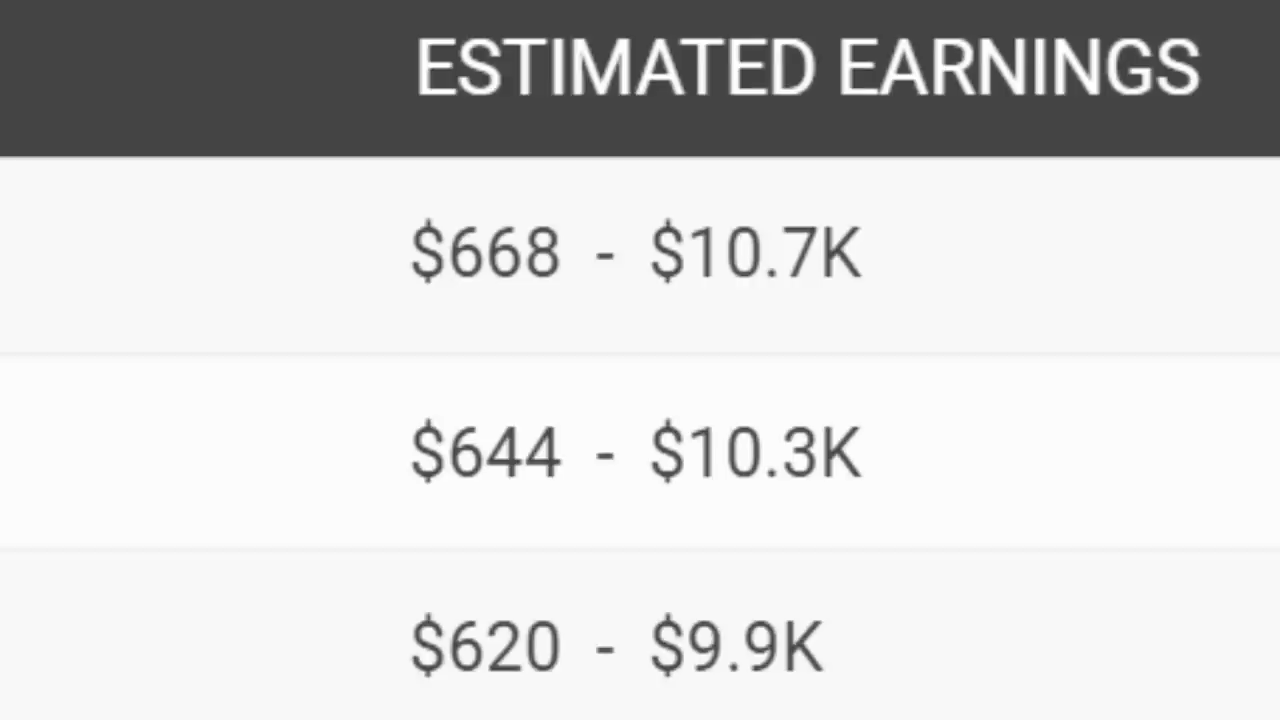 ESTIMATED EARNINGS
$668 - $10.7K
$644 - $10.3K
$620 - $9.9K